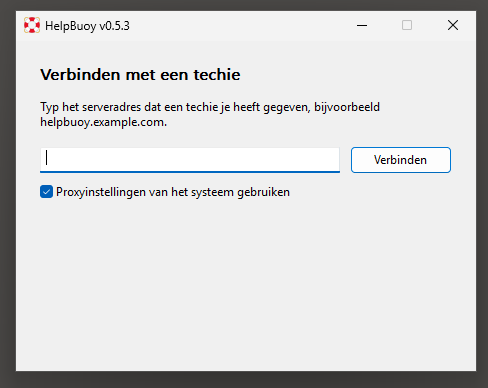 HelpBuoy v0.5.3
Verbinden met een techie
Typ het serveradres dat een techie je heeft gegeven, bijvoorbeeld
helpbuoy.example.com.
Verbinden
Proxyinstellingen van het systeem gebruiken